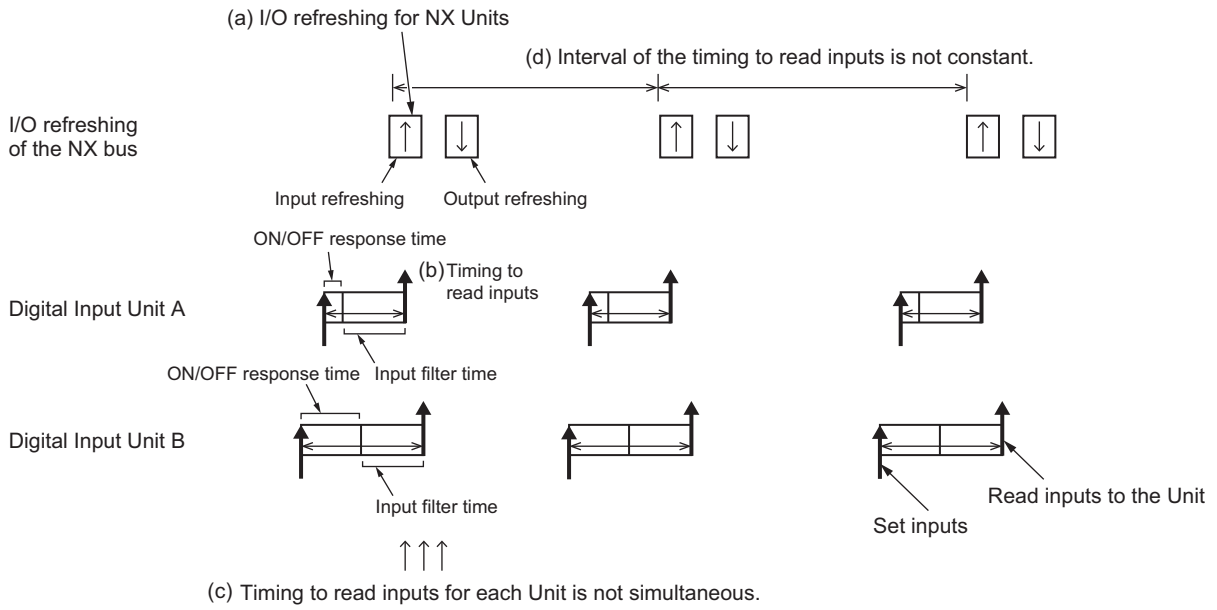 (a) I/O refreshing for NX Units
(d) Interval of the timing to read inputs is not constant.
I/O refreshing
of the NX bus
Input refreshing
Output refreshing
ON/OFF response time
(b) Timing to
read inputs
Digital Input Unit A
ON/OFF response time
Input filter time
Digital Input Unit B
Input filter time
Read inputs to the Unit
Set inputs
(c) Timing to read inputs for each Unit is not simultaneous.